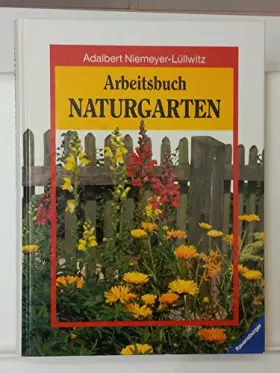 Adalbert Niemeyer-Lüllwitz
Arbeitsbuch
NATURGARTEN
Ravensburger